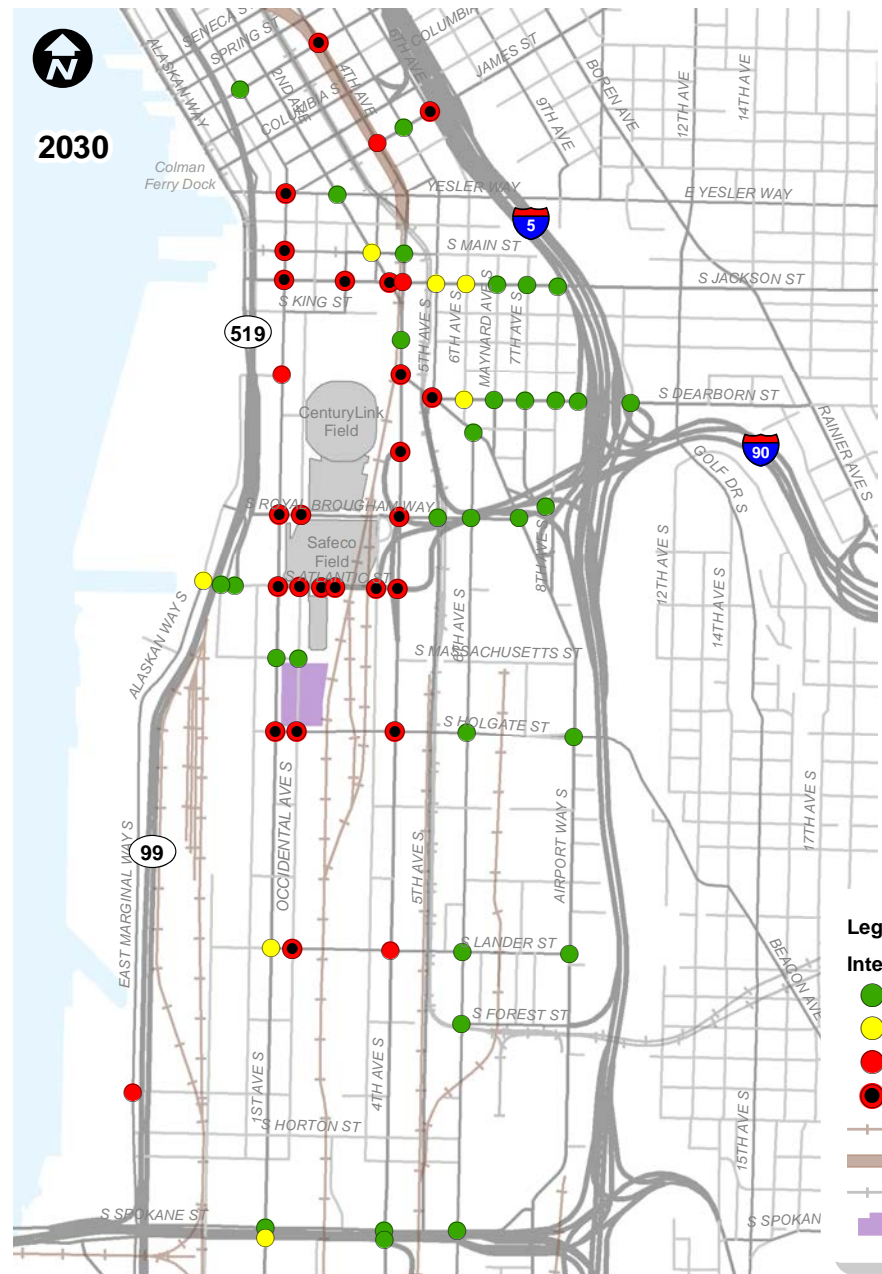 SENECA ST
SPRING ST
COLUMBIA
6TH AVE
4TH AVE
2ND AVE
JAMES ST
ALASKAN WAY
COLUMBIA S
BOREN AVE
12TH AVE
14TH AVE
9TH AVE
N
2030
Colman
Ferry Dock
YESLER WAY
E YESLER WAY
5
S MAIN ST
S JACKSON ST
S KING ST
519
5TH AVE S
6TH AVE S
MAYNARD AVE S
7TH AVE S
S DEARBORN ST
CenturyLink
Field
RAINIER AVE S
90
GOLF DR S
S ROYAL BROUGHAM WAY
Safeco
Field
8TH AVE S
S ATLANTIC ST
12TH AVE S
14TH AVE S
ALASKAN WAY S
6TH AVE S
S MASSACHUSETTS ST
S HOLGATE ST
OCCIDENTAL AVE S
17TH AVE S
99
EAST MARGINAL WAY S
5TH AVE S
AIRPORT WAY S
Leg
S LANDER ST
BEACON AVE
Inte
S FOREST ST
1ST AVE S
4TH AVE S
15TH AVE S
S HORTON ST
S SPOKANE ST
S SPOKAN